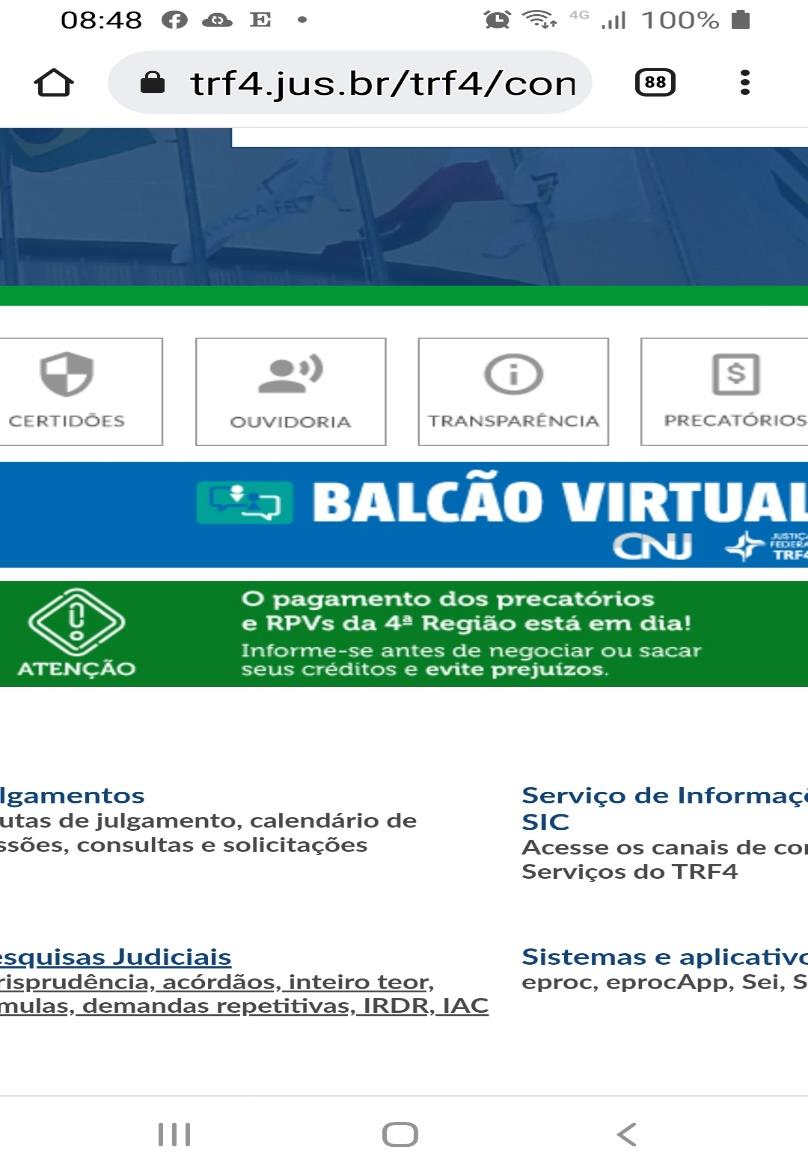 08:48 E 4G 100%
trf4.jus.br/trf4/con
88
CERTIDÕES
OUVIDORIA
TRANSPARÊNCIA
PRECATÓRIOS
BALCÃO VIRTUAL
CNJ
JUSTIÇA
FEDERAL
TRF4
ATENÇÃO
O pagamento dos precatórios
e RPVs da 4ª Região está em dia!
Informe-se antes de negociar ou sacar
seus créditos e evite prejuízos.
lgamentos
utas de julgamento, calendário de
ssões, consultas e solicitações
Serviço de Informaçõ
SIC
Acesse os canais de con
Serviços do TRF4
esquisas Judiciais
risprudência, acórdãos, inteiro teor,
mulas, demandas repetitivas, IRDR, IAC
Sistemas e aplicativo
eproc, eprocApp, Sei, S